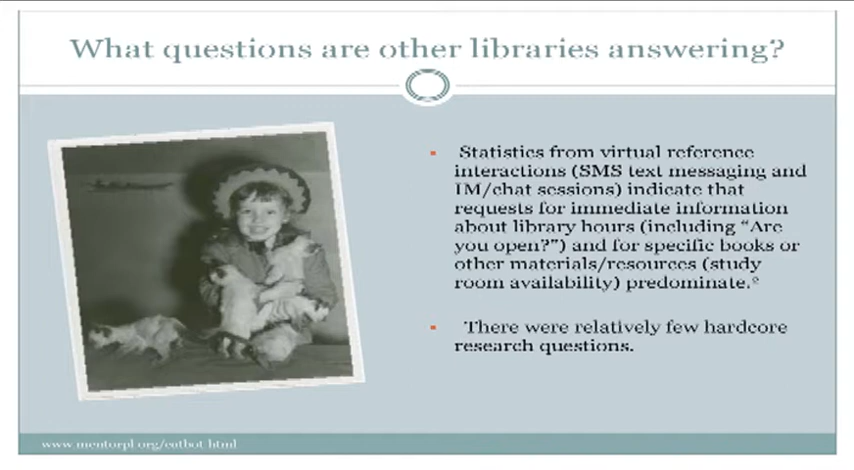 What questions are other libraries answering?
Statistics from virtual reference
interactions (SMS text messaging and
IM/chat sessions) indicate that
requests for immediate information
about library hours (including “Are
you open?”) and for specific books or
other materials/resources (study
room availability) predominate.
There were relatively few hardcore
research questions.
www.mentorpl.org/catbot.html